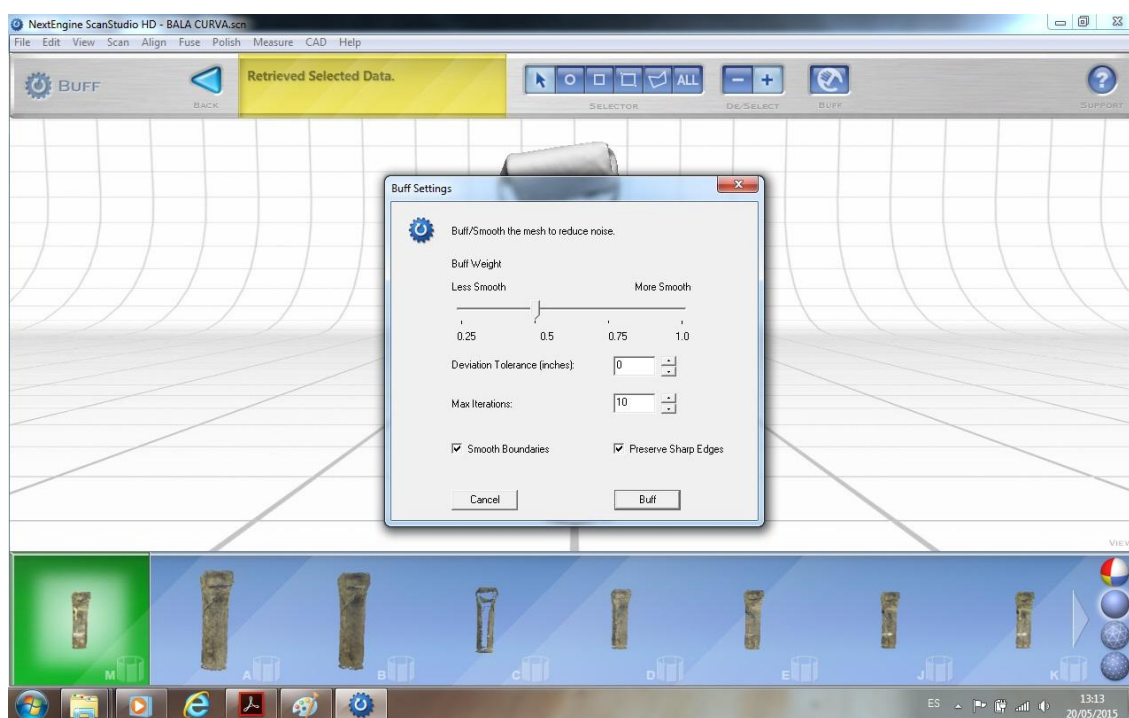 NextEngine ScanStudio HD - BALA CURVA.scn
File Edit View Scan Align Fuse Polish Measure CAD Help
BUFF
BACK
Retrieved Selected Data.
ALL
SELECTOR
DE/SELECT
BUFF
SUPPORT
Buff Settings
Buff/Smooth the mesh to reduce noise.
Buff Weight
Less Smooth More Smooth
0.25 0.5 0.75 1.0
Deviation Tolerance (inches): 0
Max Iterations: 10
Smooth Boundaries Preserve Sharp Edges
Cancel Buff
VIEW
M A B C D E J K
ES 13:13
20/05/2015